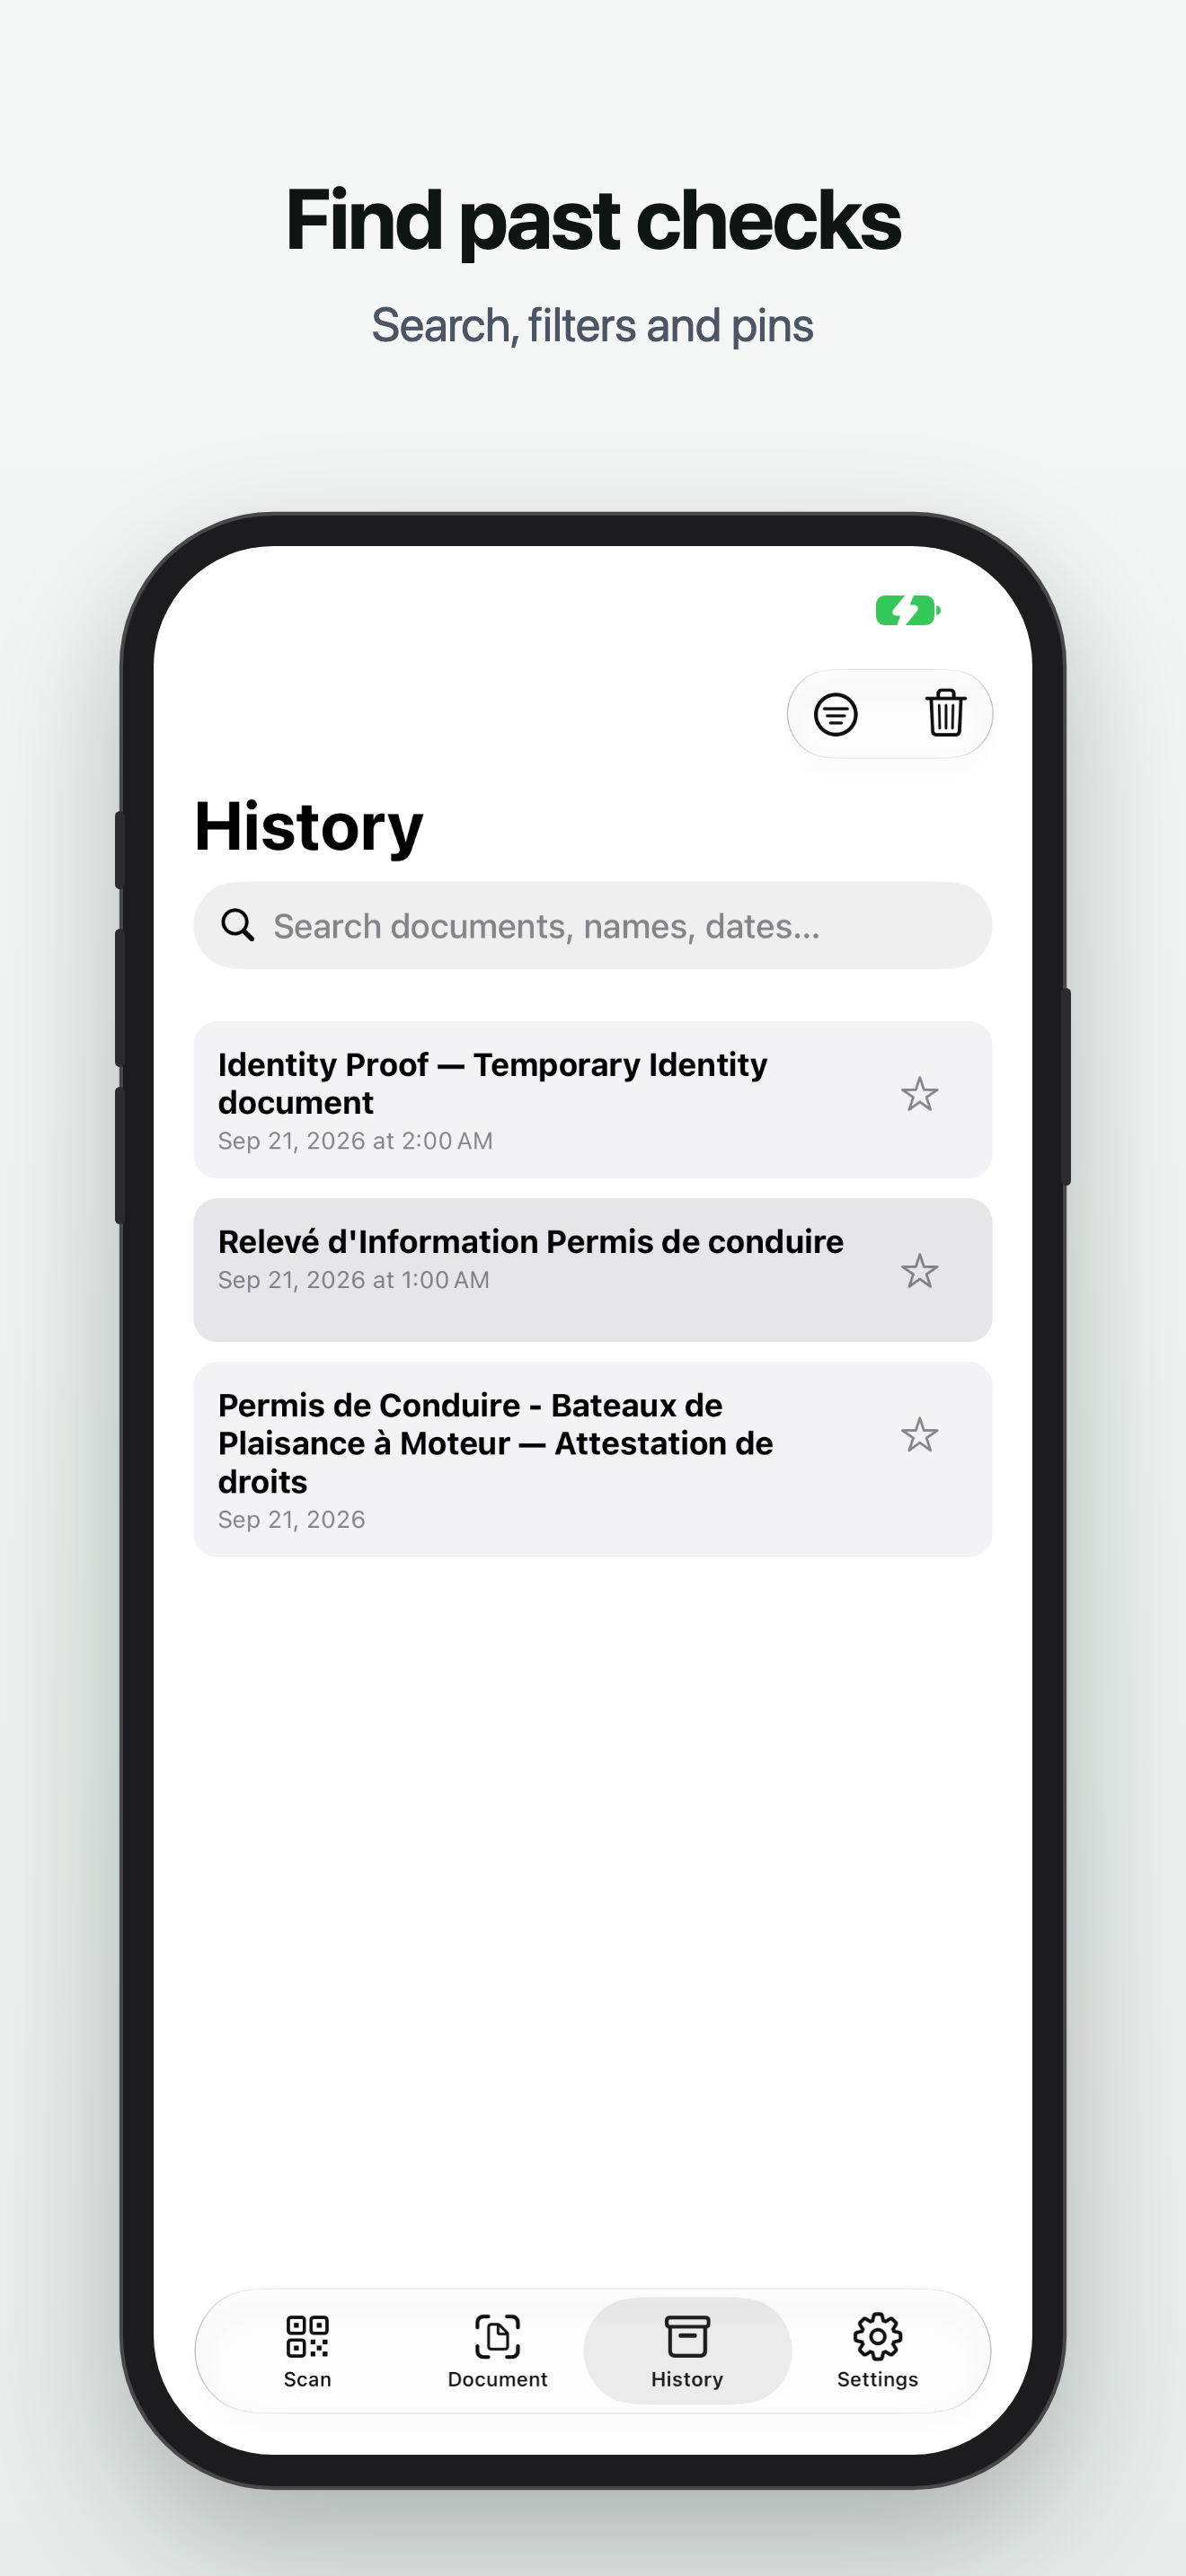 Find past checks
Search, filters and pins
History
Search documents, names, dates...
Identity Proof — Temporary Identity
document
Sep 21, 2026 at 2:00 AM
Relevé d'Information Permis de conduire
Sep 21, 2026 at 1:00 AM
Permis de Conduire - Bateaux de
Plaisance à Moteur — Attestation de
droits
Sep 21, 2026
Scan
Document
History
Settings